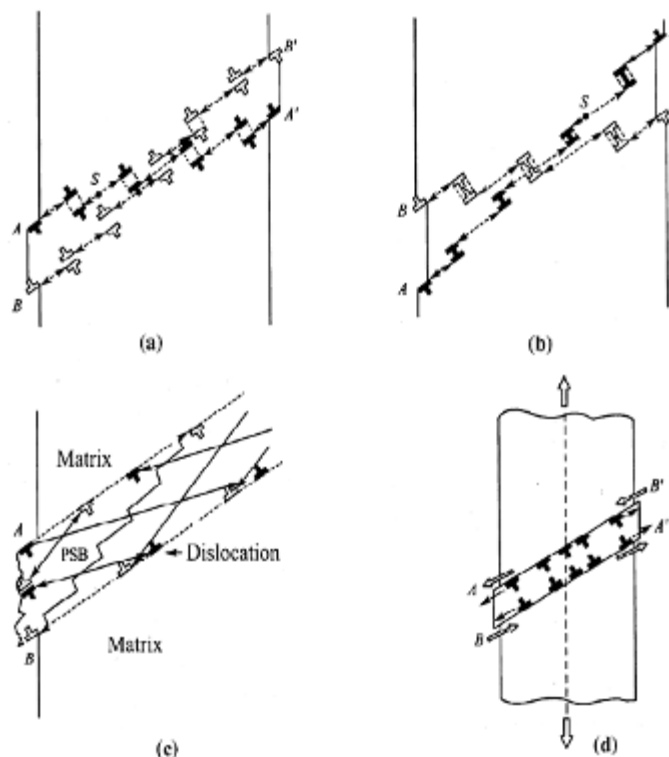 B'
A'
S
A
B
(a)
S
B
A
(b)
Matrix
A
PSB
Dislocation
B
Matrix
(c)
B'
A'
A
B
(d)